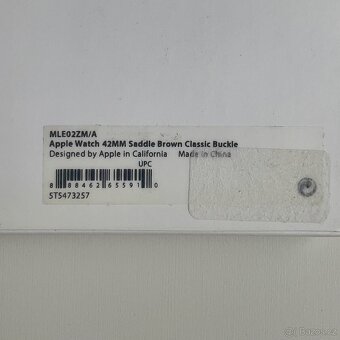 MLE02ZM/A
Apple Watch 42MM Saddle Brown Classic Buckle
Designed by Apple in California Made in China
UPC
8 88462 65591 0
ST5473257